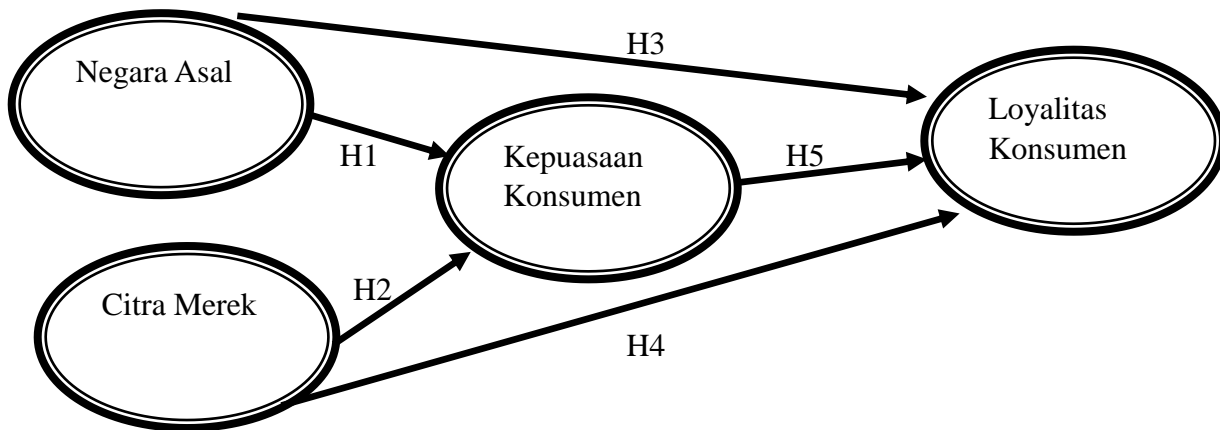 Negara Asal
H3
Loyalitas
Konsumen
H1
Kepuasaan
Konsumen
H5
Citra Merek
H2
H4